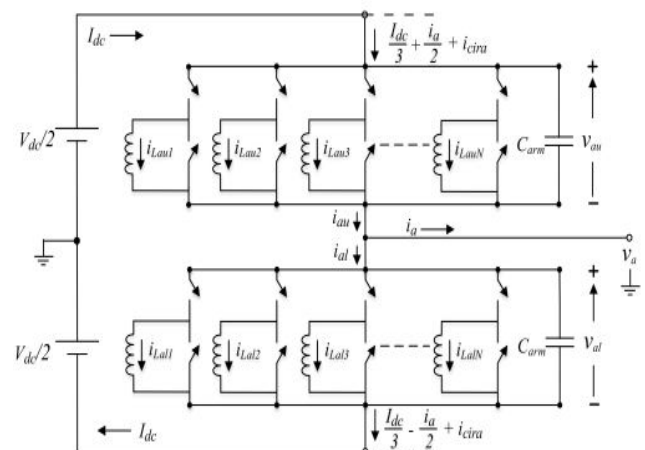 I_dc
I_dc/3 + i_a/2 + i_cira
+
V_dc/2
i_Lau1
i_Lau2
i_Lau3
i_LauN
C_arm
v_au
-
i_au
i_a
i_al
v_a
+
V_dc/2
i_Lal1
i_Lal2
i_Lal3
i_LalN
C_arm
v_al
-
I_dc
I_dc/3 - i_a/2 + i_cira